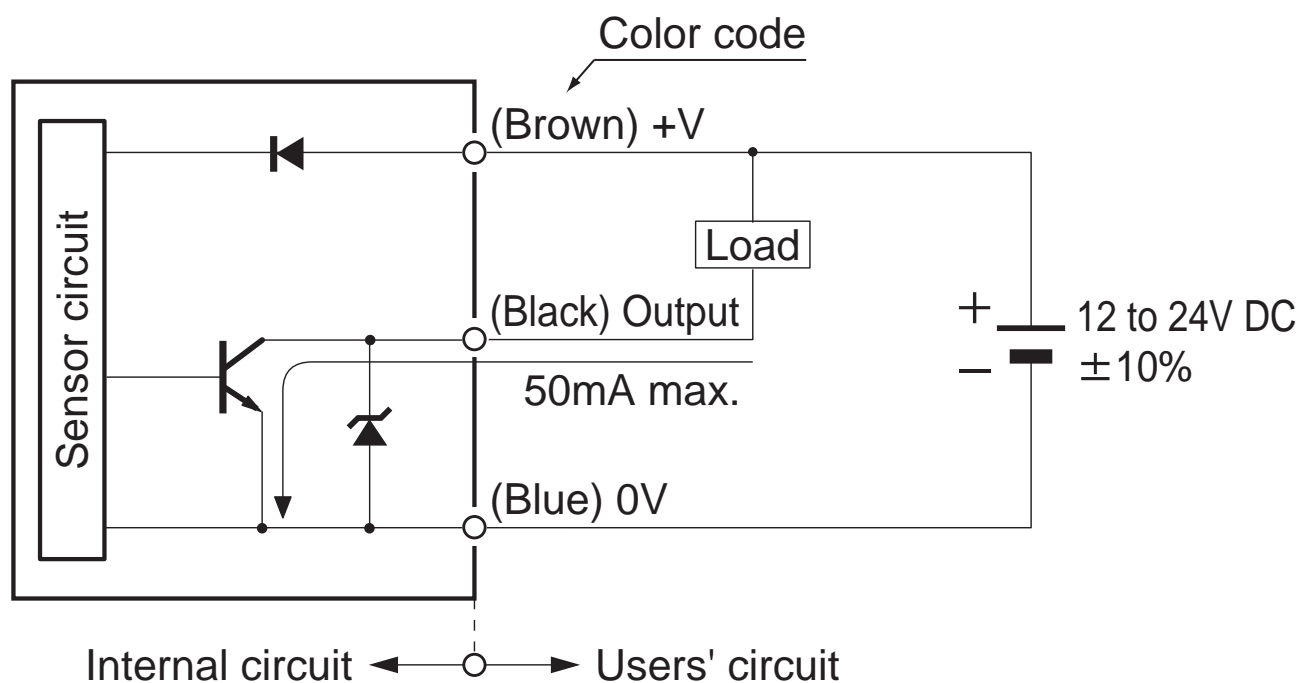 Color code
(Brown) +V
Sensor circuit
Load
(Black) Output
+
12 to 24V DC
−
±10%
50mA max.
(Blue) 0V
Internal circuit
Users' circuit